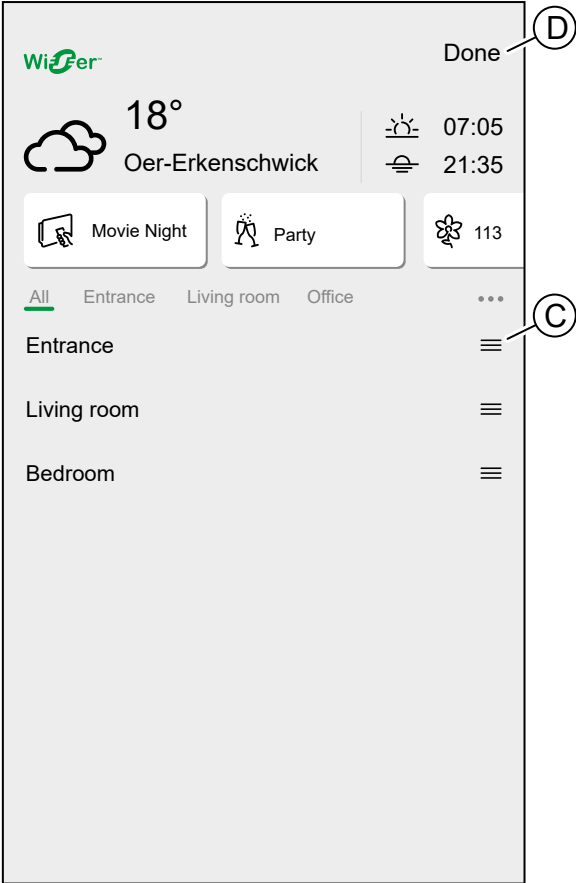 Wiser™
Done
D
18°
Oer-Erkenschwick
07:05
21:35
Movie Night
Party
113
All Entrance Living room Office
C
Entrance
Living room
Bedroom